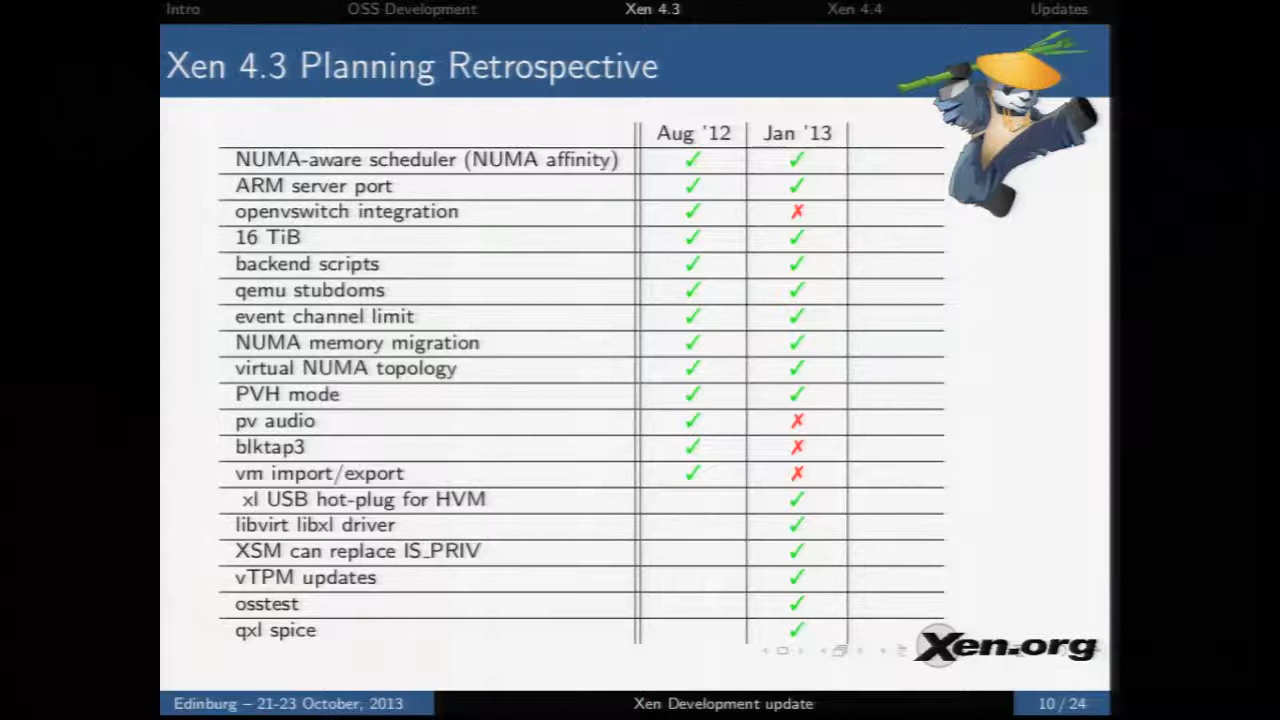 Intro OSS Development Xen 4.3 Xen 4.4 Updates
Xen 4.3 Planning Retrospective
Aug '12 Jan '13
NUMA-aware scheduler (NUMA affinity) ✓ ✓
ARM server port ✓ ✓
openvswitch integration ✓ ✗
16 TiB ✓ ✓
backend scripts ✓ ✓
qemu stubdoms ✓ ✓
event channel limit ✓ ✓
NUMA memory migration ✓ ✓
virtual NUMA topology ✓ ✓
PVH mode ✓ ✓
pv audio ✓ ✗
blktap3 ✓ ✗
vm import/export ✓ ✗
xl USB hot-plug for HVM ✓
libvirt libxl driver ✓
XSM can replace IS_PRIV ✓
vTPM updates ✓
osstest ✓
qxl spice ✓
Xen.org
Edinburg – 21-23 October, 2013 Xen Development update 10 / 24